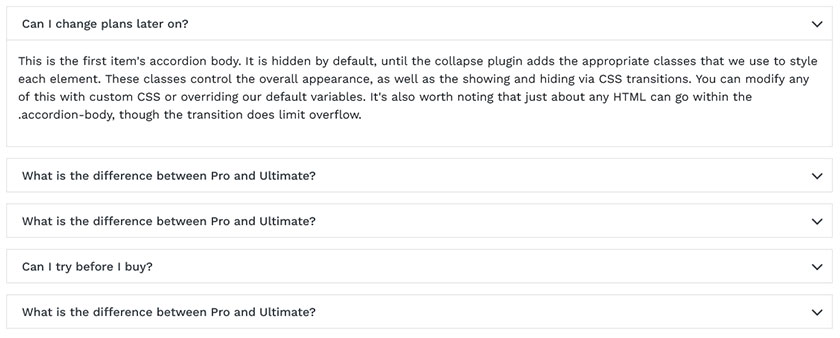 Can I change plans later on?
This is the first item's accordion body. It is hidden by default, until the collapse plugin adds the appropriate classes that we use to style
each element. These classes control the overall appearance, as well as the showing and hiding via CSS transitions. You can modify any
of this with custom CSS or overriding our default variables. It's also worth noting that just about any HTML can go within the
.accordion-body, though the transition does limit overflow.
What is the difference between Pro and Ultimate?
What is the difference between Pro and Ultimate?
Can I try before I buy?
What is the difference between Pro and Ultimate?